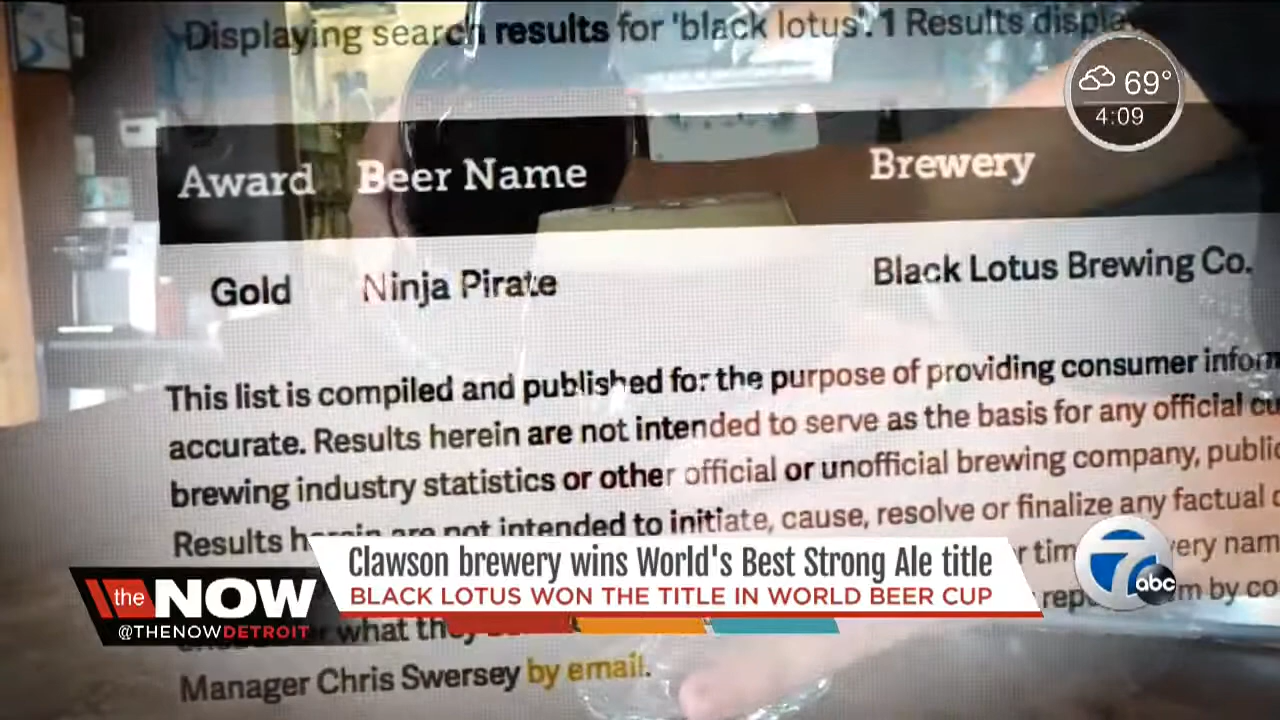 Displaying search results for 'black lotus'. 1 Results
69°
4:09
Award Beer Name Brewery
Gold Ninja Pirate Black Lotus Brewing Co.
This list is compiled and published for the purpose of providing consumer
accurate. Results herein are not intended to serve as the basis for any official
brewing industry statistics or other official or unofficial brewing company,
Results herein are not intended to initiate, cause, resolve or finalize any factual
Clawson brewery wins World's Best Strong Ale title
BLACK LOTUS WON THE TITLE IN WORLD BEER CUP
the NOW
@THENOWDETROIT
7
abc
what they
by co
Manager Chris Swersey by email.